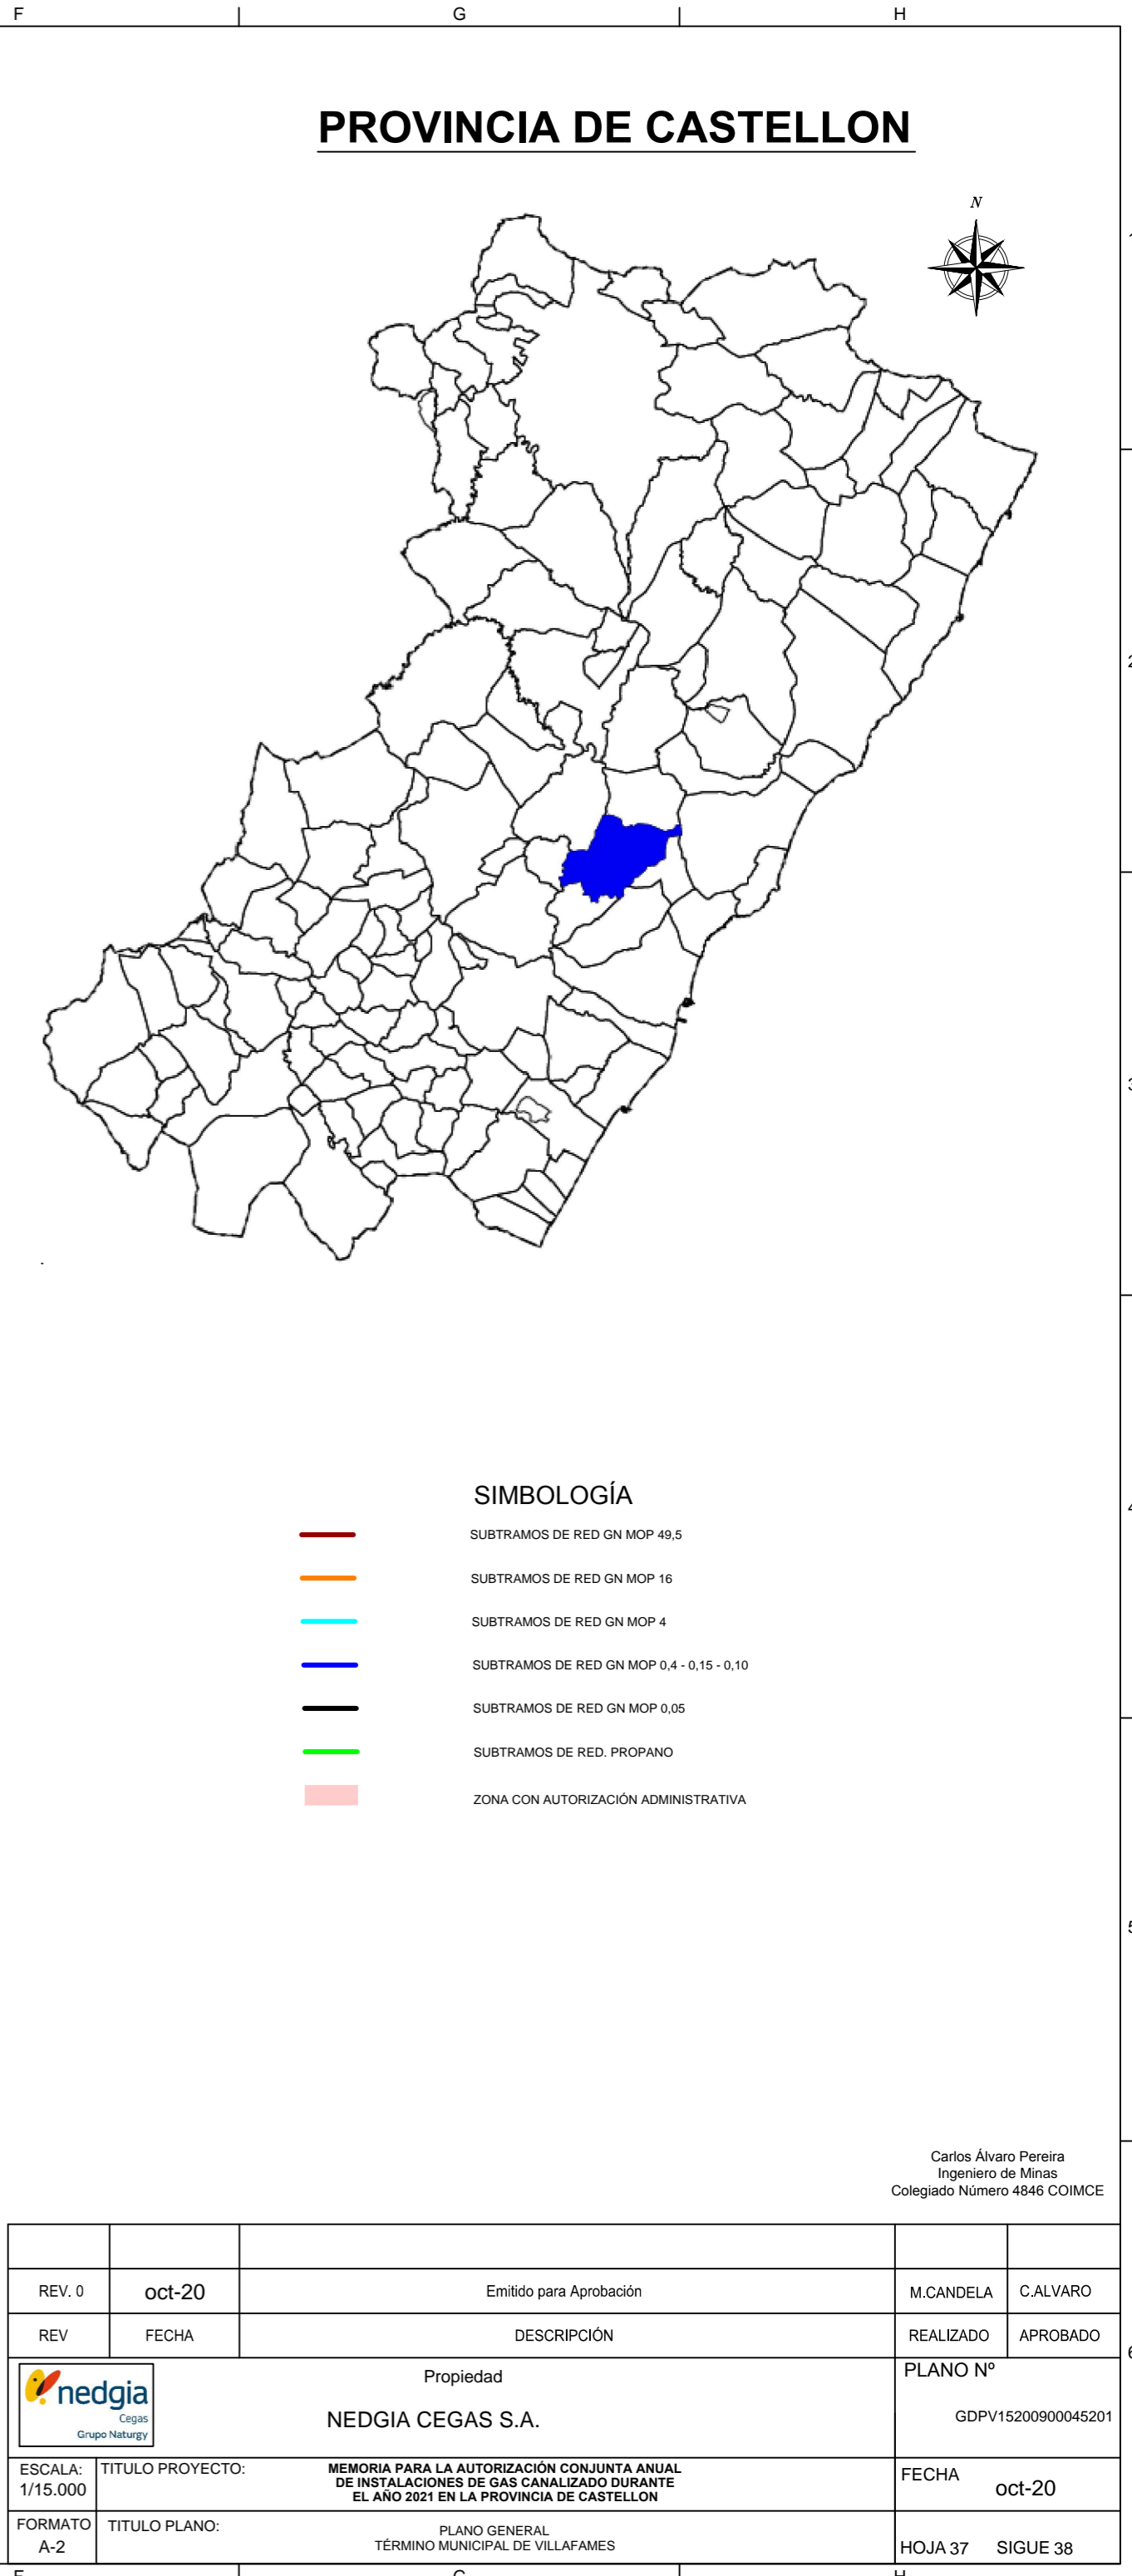 F G H
PROVINCIA DE CASTELLON
N
1
2
3
4
SIMBOLOGÍA
SUBTRAMOS DE RED GN MOP 49,5
SUBTRAMOS DE RED GN MOP 16
SUBTRAMOS DE RED GN MOP 4
SUBTRAMOS DE RED GN MOP 0,4 - 0,15 - 0,10
SUBTRAMOS DE RED GN MOP 0,05
SUBTRAMOS DE RED. PROPANO
ZONA CON AUTORIZACIÓN ADMINISTRATIVA
5
Carlos Álvaro Pereira
Ingeniero de Minas
Colegiado Número 4846 COIMCE
REV. 0 oct-20 Emitido para Aprobación M.CANDELA C.ALVARO
REV FECHA DESCRIPCIÓN REALIZADO APROBADO
6
nedgia
Cegas
Grupo Naturgy
Propiedad
NEDGIA CEGAS S.A.
PLANO Nº
GDPV15200900045201
ESCALA:
1/15.000
TITULO PROYECTO:
MEMORIA PARA LA AUTORIZACIÓN CONJUNTA ANUAL
DE INSTALACIONES DE GAS CANALIZADO DURANTE
EL AÑO 2021 EN LA PROVINCIA DE CASTELLON
FECHA
oct-20
FORMATO
A-2
TITULO PLANO:
PLANO GENERAL
TÉRMINO MUNICIPAL DE VILLAFAMES
HOJA 37 SIGUE 38
F G H